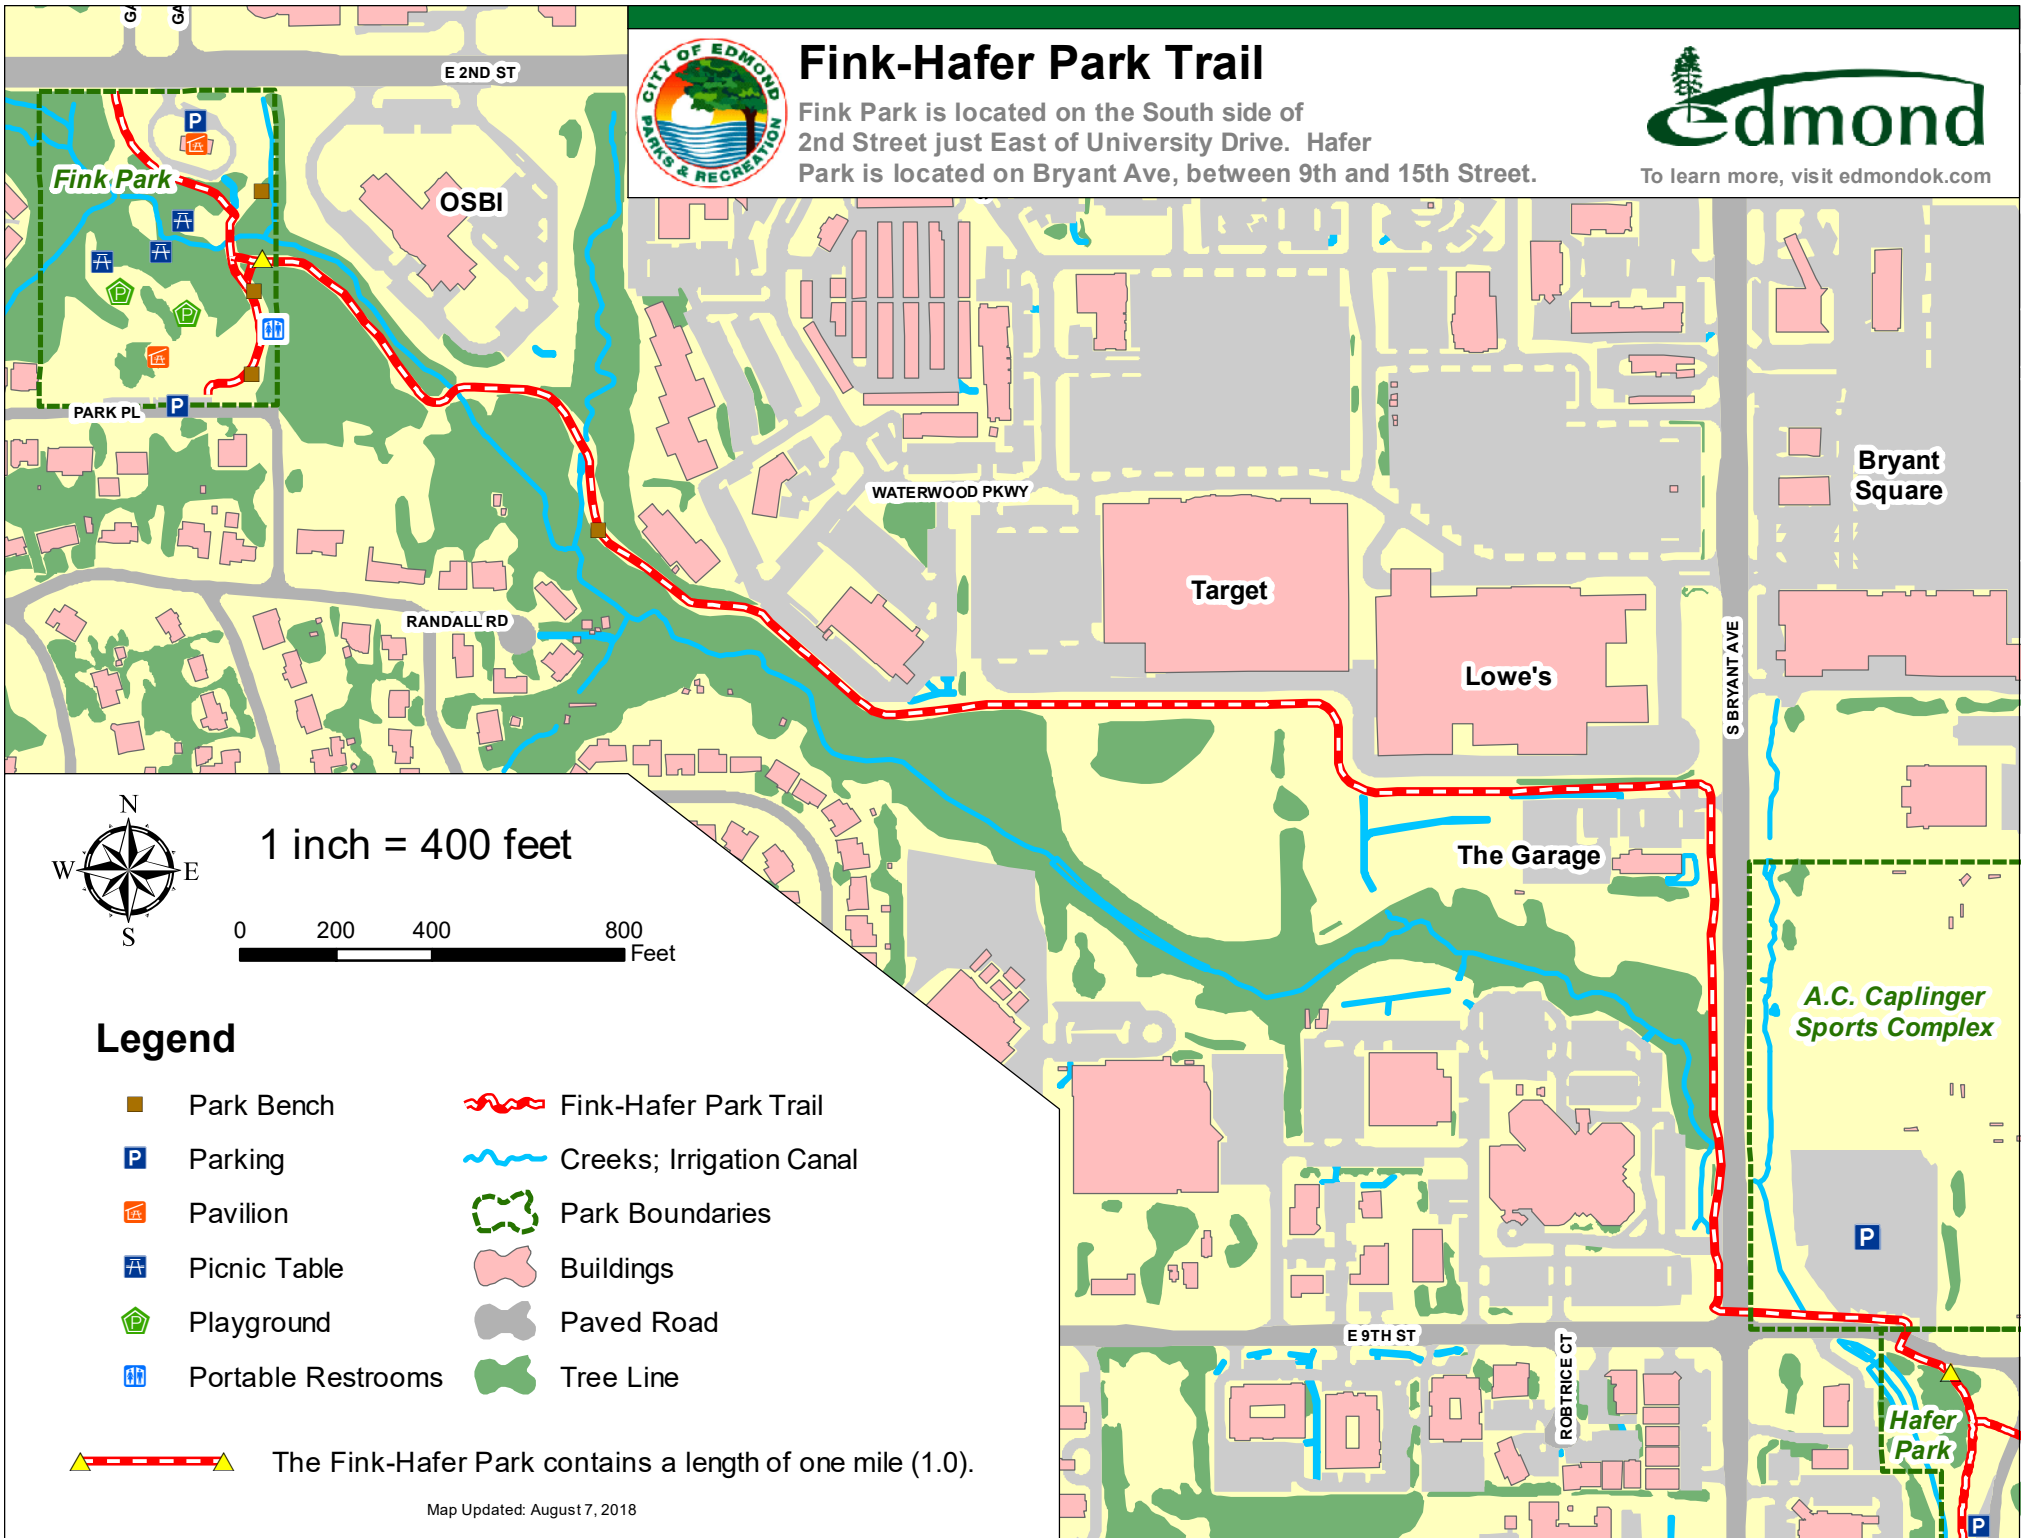 GA
GA
E 2ND ST
CITY OF EDMOND
PARKS & RECREATION
Fink-Hafer Park Trail
Fink Park is located on the South side of
2nd Street just East of University Drive. Hafer
Park is located on Bryant Ave, between 9th and 15th Street.
Edmond
To learn more, visit edmondok.com
P
Fink Park
OSBI
P
P
PARK PL
P
WATERWOOD PKWY
Bryant
Square
Target
RANDALL RD
Lowe's
S BRYANT AVE
The Garage
A.C. Caplinger
Sports Complex
P
E 9TH ST
ROBTRICE CT
Hafer
Park
P
N
W
E
S
1 inch = 400 feet
0 200 400 800
Feet
Legend
Park Bench
P Parking
Pavilion
Picnic Table
P Playground
Portable Restrooms
Fink-Hafer Park Trail
Creeks; Irrigation Canal
Park Boundaries
Buildings
Paved Road
Tree Line
The Fink-Hafer Park contains a length of one mile (1.0).
Map Updated: August 7, 2018